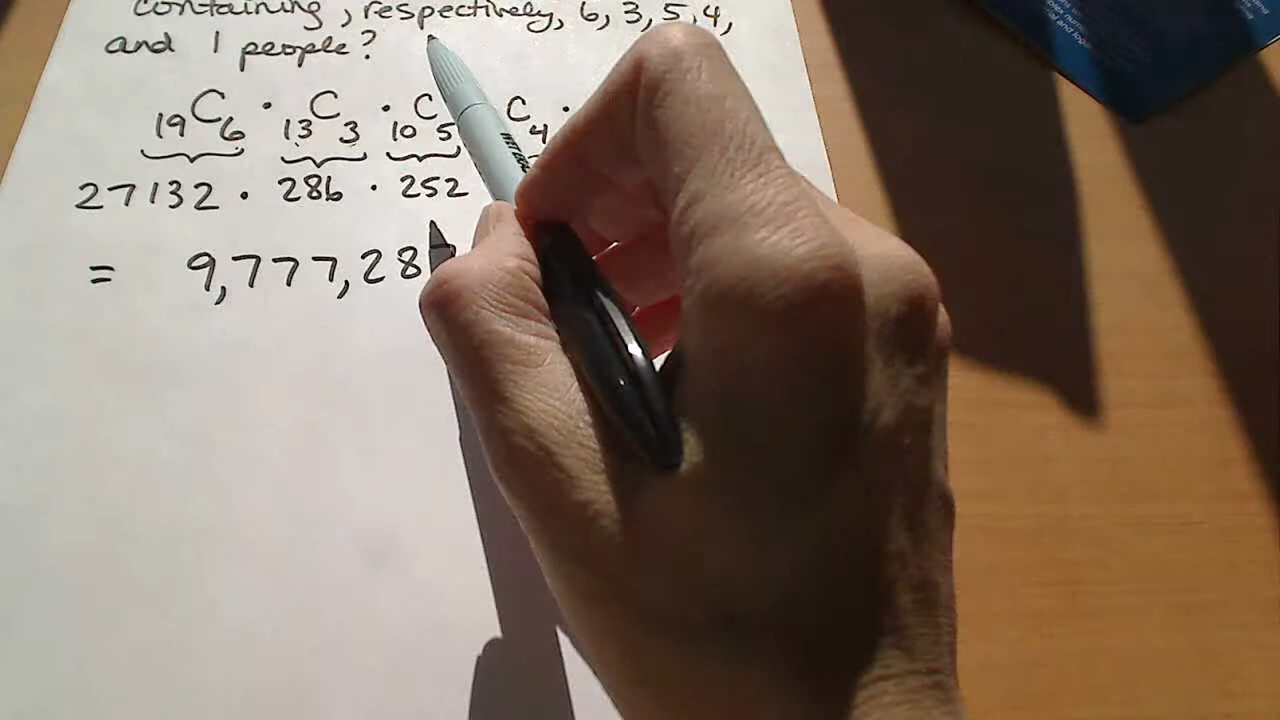 containing, respectively, 6, 3, 5, 4,
and 1 people?
19C6 · 13C3 · 10C5 C4 ·
27132 · 286 · 252
= 9,777,28